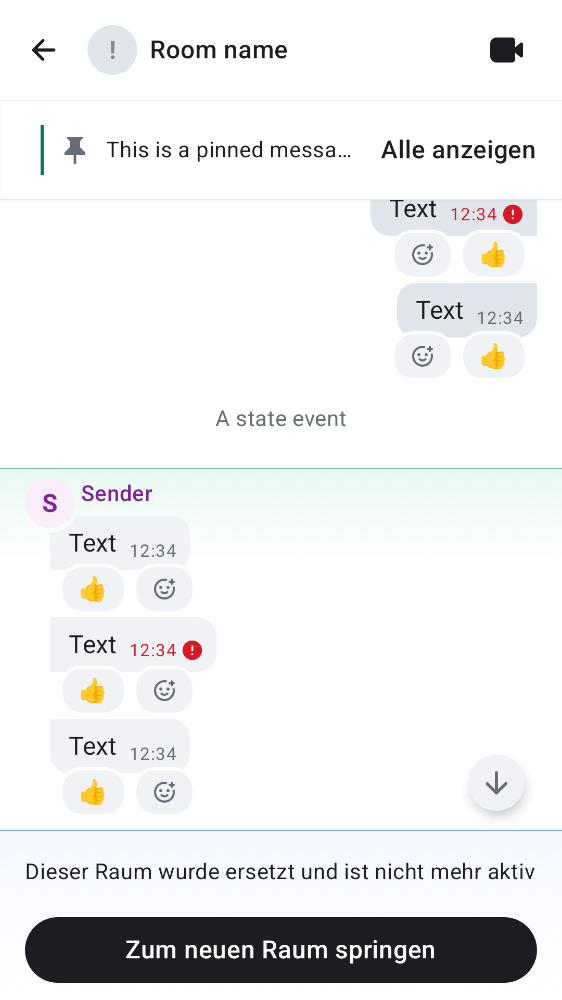 Room name
This is a pinned messa... Alle anzeigen
Text 12:34
Text 12:34
A state event
S Sender
Text 12:34
Text 12:34
Text 12:34
Dieser Raum wurde ersetzt und ist nicht mehr aktiv
Zum neuen Raum springen